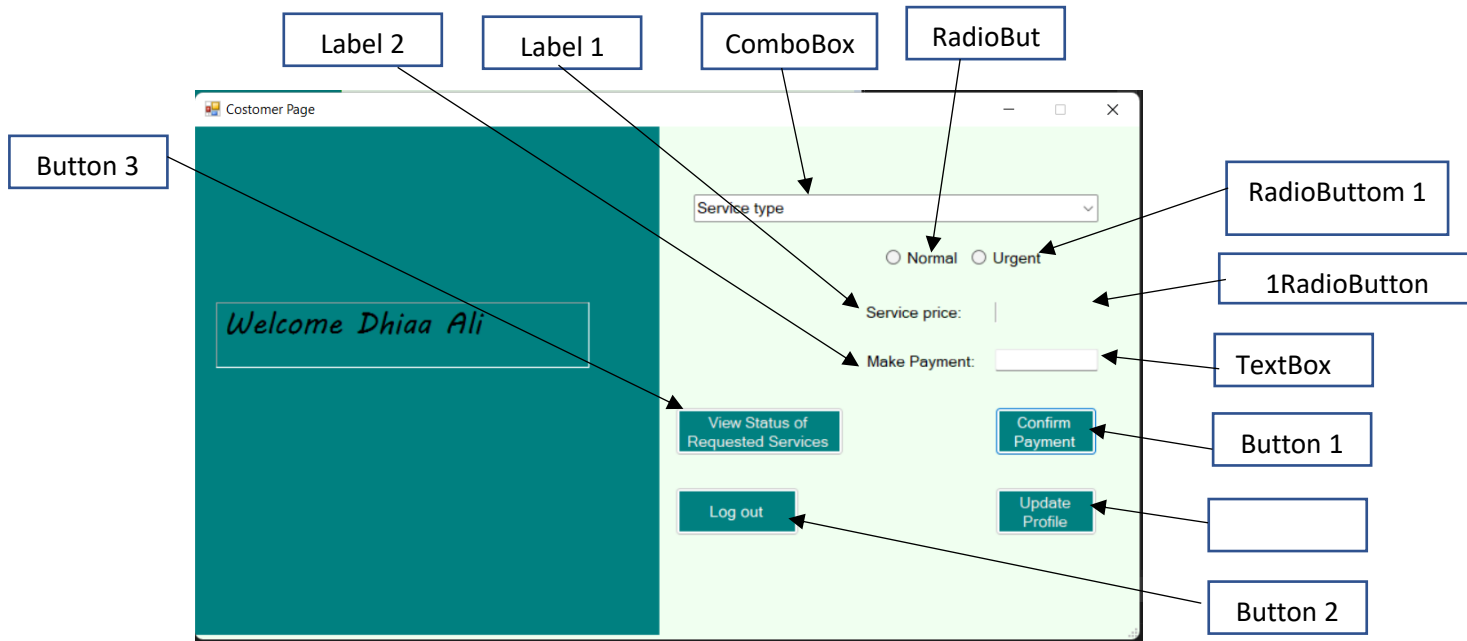 Label 2
Label 1
ComboBox
RadioBut
Costomer Page
Button 3
Service type
RadioButtom 1
Normal
Urgent
1RadioButton
Service price:
Welcome Dhiaa Ali
Make Payment:
TextBox
View Status of
Requested Services
Confirm
Payment
Button 1
Log out
Update
Profile
Button 2